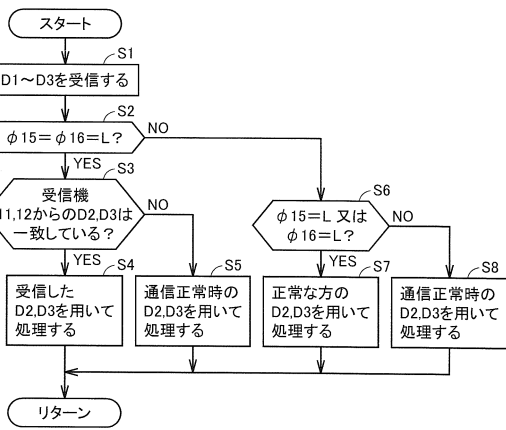 スタート
S1
D1～D3を受信する
S2
φ15＝φ16＝L？
NO
YES
S3
受信機
11,12からのD2,D3は
一致している？
NO
S6
φ15＝L 又は
φ16＝L？
NO
YES
S4
受信した
D2,D3を用いて
処理する
S5
通信正常時の
D2,D3を用いて
処理する
YES
S7
正常な方の
D2,D3を用いて
処理する
S8
通信正常時の
D2,D3を用いて
処理する
リターン